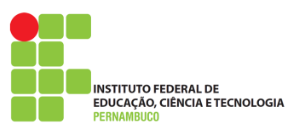 INSTITUTO FEDERAL DE
EDUCAÇÃO, CIÊNCIA E TECNOLOGIA
PERNAMBUCO